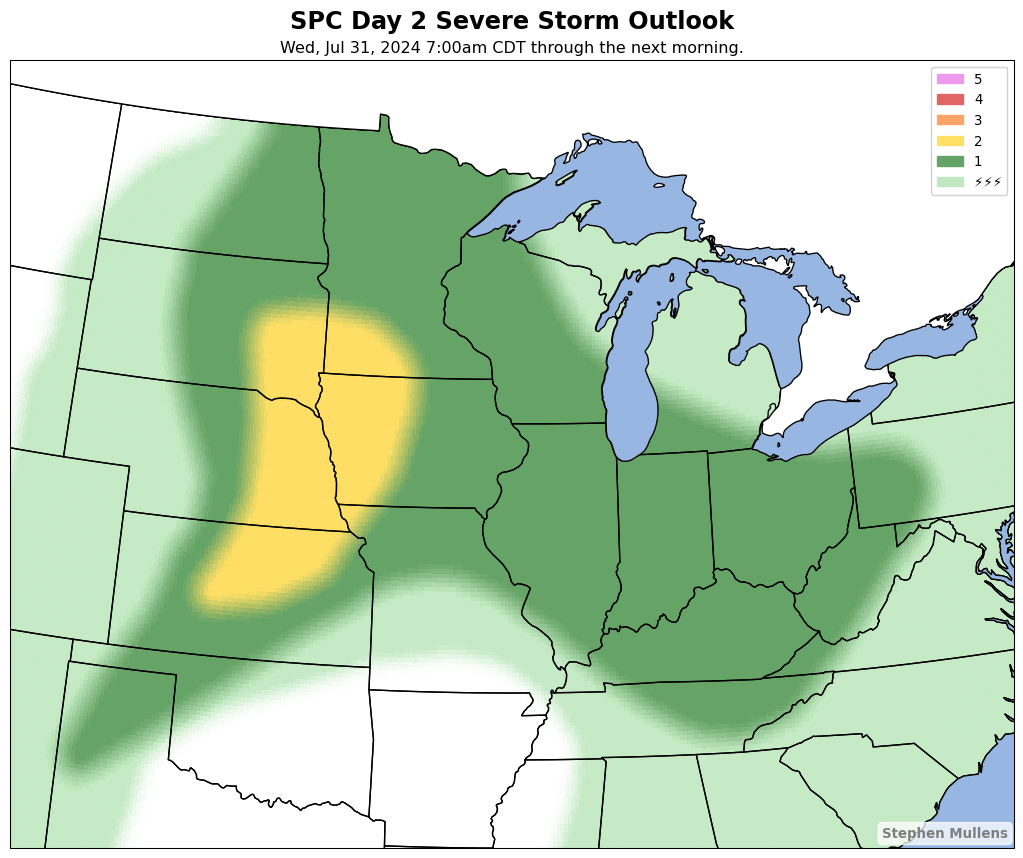 SPC Day 2 Severe Storm Outlook
Wed, Jul 31, 2024 7:00am CDT through the next morning.
5
4
3
2
1
⚡⚡⚡
Stephen Mullens